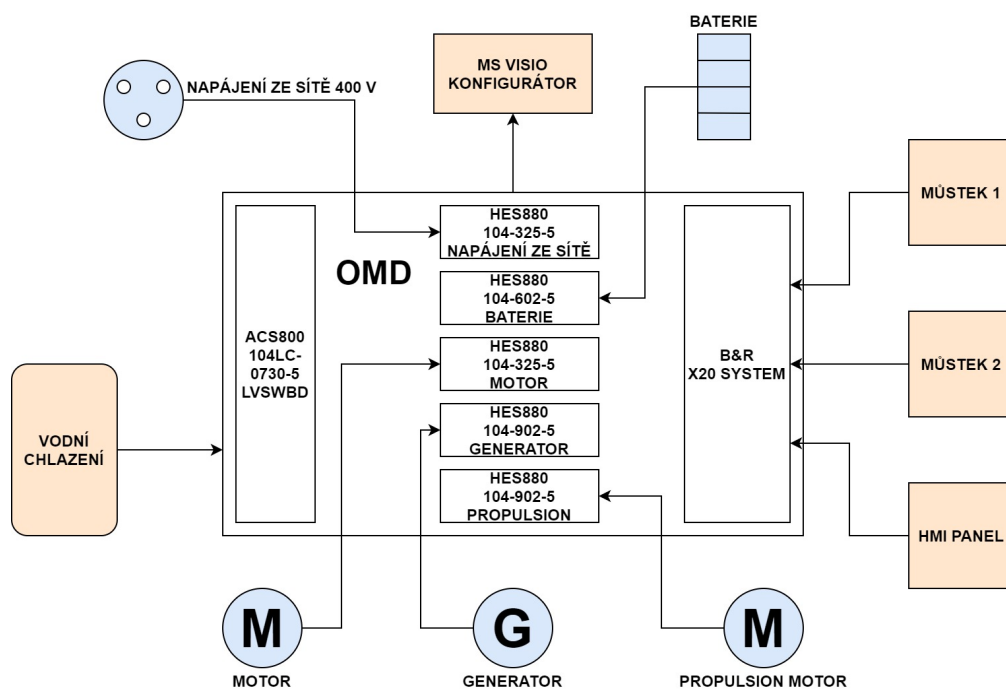 BATERIE
MS VISIO
KONFIGURÁTOR
NAPÁJENÍ ZE SÍTĚ 400 V
MŮSTEK 1
HES880
104-325-5
NAPÁJENÍ ZE SÍTĚ
OMD
HES880
104-602-5
BATERIE
ACS800
104LC-
0730-5
LVSWBD
HES880
104-325-5
MOTOR
B&R
X20 SYSTEM
MŮSTEK 2
HES880
104-902-5
GENERATOR
VODNÍ
CHLAZENÍ
HES880
104-902-5
PROPULSION
HMI PANEL
M
G
M
MOTOR
GENERATOR
PROPULSION MOTOR